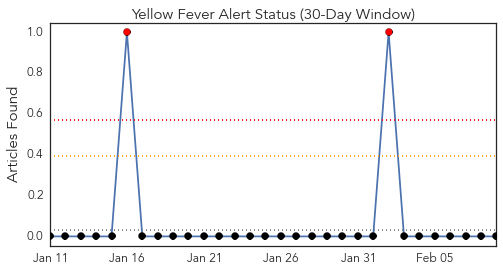 Yellow Fever Alert Status (30-Day Window)
Articles Found
1.0
0.8
0.6
0.4
0.2
0.0
Jan 11 Jan 16 Jan 21 Jan 26 Jan 31 Feb 05